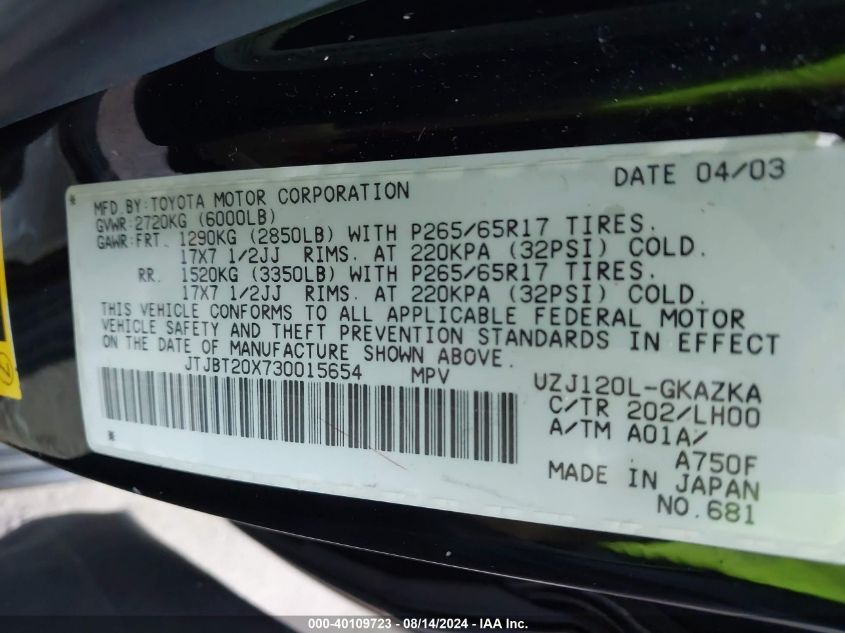 DATE 04/03
MFD.BY:TOYOTA MOTOR CORPORATION
GVWR:2720KG (6000LB)
GAWR:FRT. 1290KG (2850LB) WITH P265/65R17 TIRES.
17X7 1/2JJ RIMS. AT 220KPA (32PSI) COLD.
RR. 1520KG (3350LB) WITH P265/65R17 TIRES.
17X7 1/2JJ RIMS. AT 220KPA (32PSI) COLD.
THIS VEHICLE CONFORMS TO ALL APPLICABLE FEDERAL MOTOR
VEHICLE SAFETY AND THEFT PREVENTION STANDARDS IN EFFECT
ON THE DATE OF MANUFACTURE SHOWN ABOVE.
JTJBT20X730015654 MPV
UZJ120L-GKAZKA
C/TR 202/LH00
A/TM A01A/
A750F
MADE IN JAPAN
NO.681
000-40109723 - 08/14/2024 - IAA Inc.